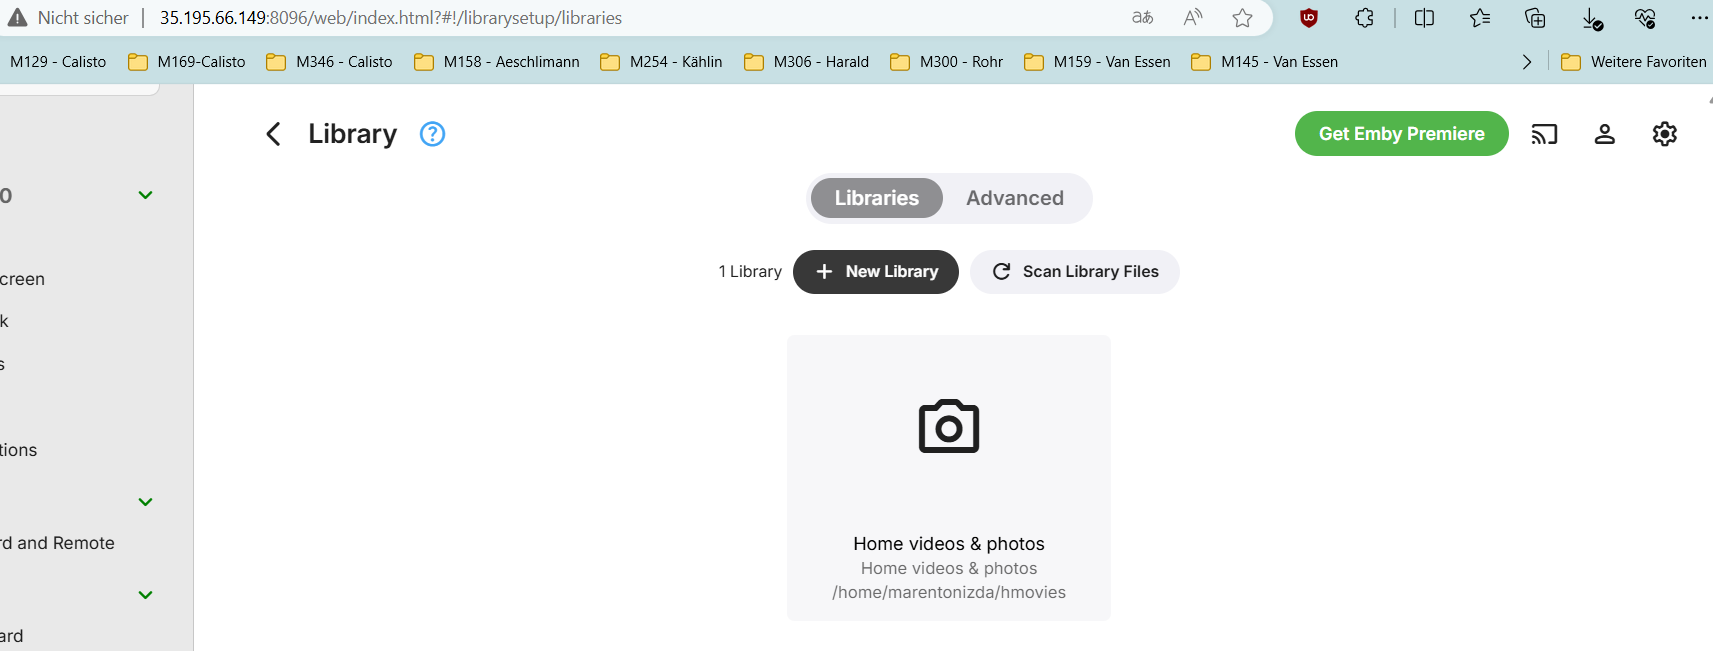 Nicht sicher 35.195.66.149:8096/web/index.html?#!/librarysetup/libraries
M129 - Calisto M169-Calisto M346 - Calisto M158 - Aeschlimann M254 - Kählin M306 - Harald M300 - Rohr M159 - Van Essen M145 - Van Essen Weitere Favoriten
Library ? Get Emby Premiere
Libraries Advanced
0
1 Library + New Library Scan Library Files
creen
k
s
tions
rd and Remote
ard
Home videos & photos
Home videos & photos
/home/marentonizda/hmovies